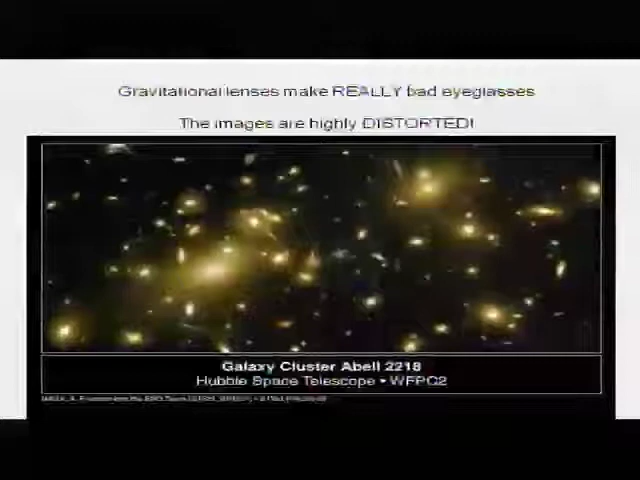 Gravitational lenses make REALLY bad eyeglasses
The images are highly DISTORTED!
Galaxy Cluster Abell 2218
Hubble Space Telescope • WFPC2